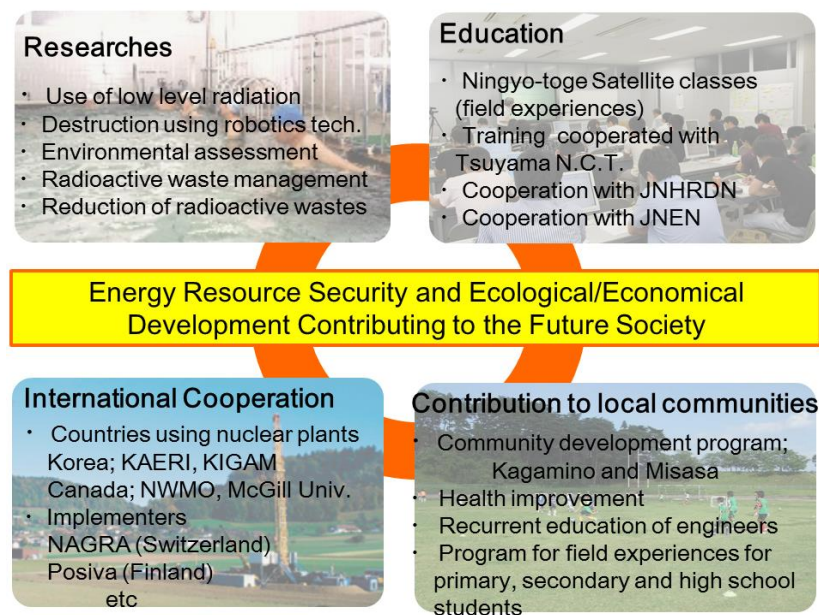 Researches
・ Use of low level radiation
・ Destruction using robotics tech.
・ Environmental assessment
・ Radioactive waste management
・ Reduction of radioactive wastes
Education
・ Ningyo-toge Satellite classes
(field experiences)
・ Training cooperated with
Tsuyama N.C.T.
・ Cooperation with JNHRDN
・ Cooperation with JNEN
Energy Resource Security and Ecological/Economical
Development Contributing to the Future Society
International Cooperation
・ Countries using nuclear plants
Korea; KAERI, KIGAM
Canada; NWMO, McGill Univ.
・ Implementers
NAGRA (Switzerland)
Posiva (Finland)
etc
Contribution to local communities
・ Community development program;
Kagamino and Misasa
・ Health improvement
・ Recurrent education of engineers
・ Program for field experiences for
primary, secondary and high school
students